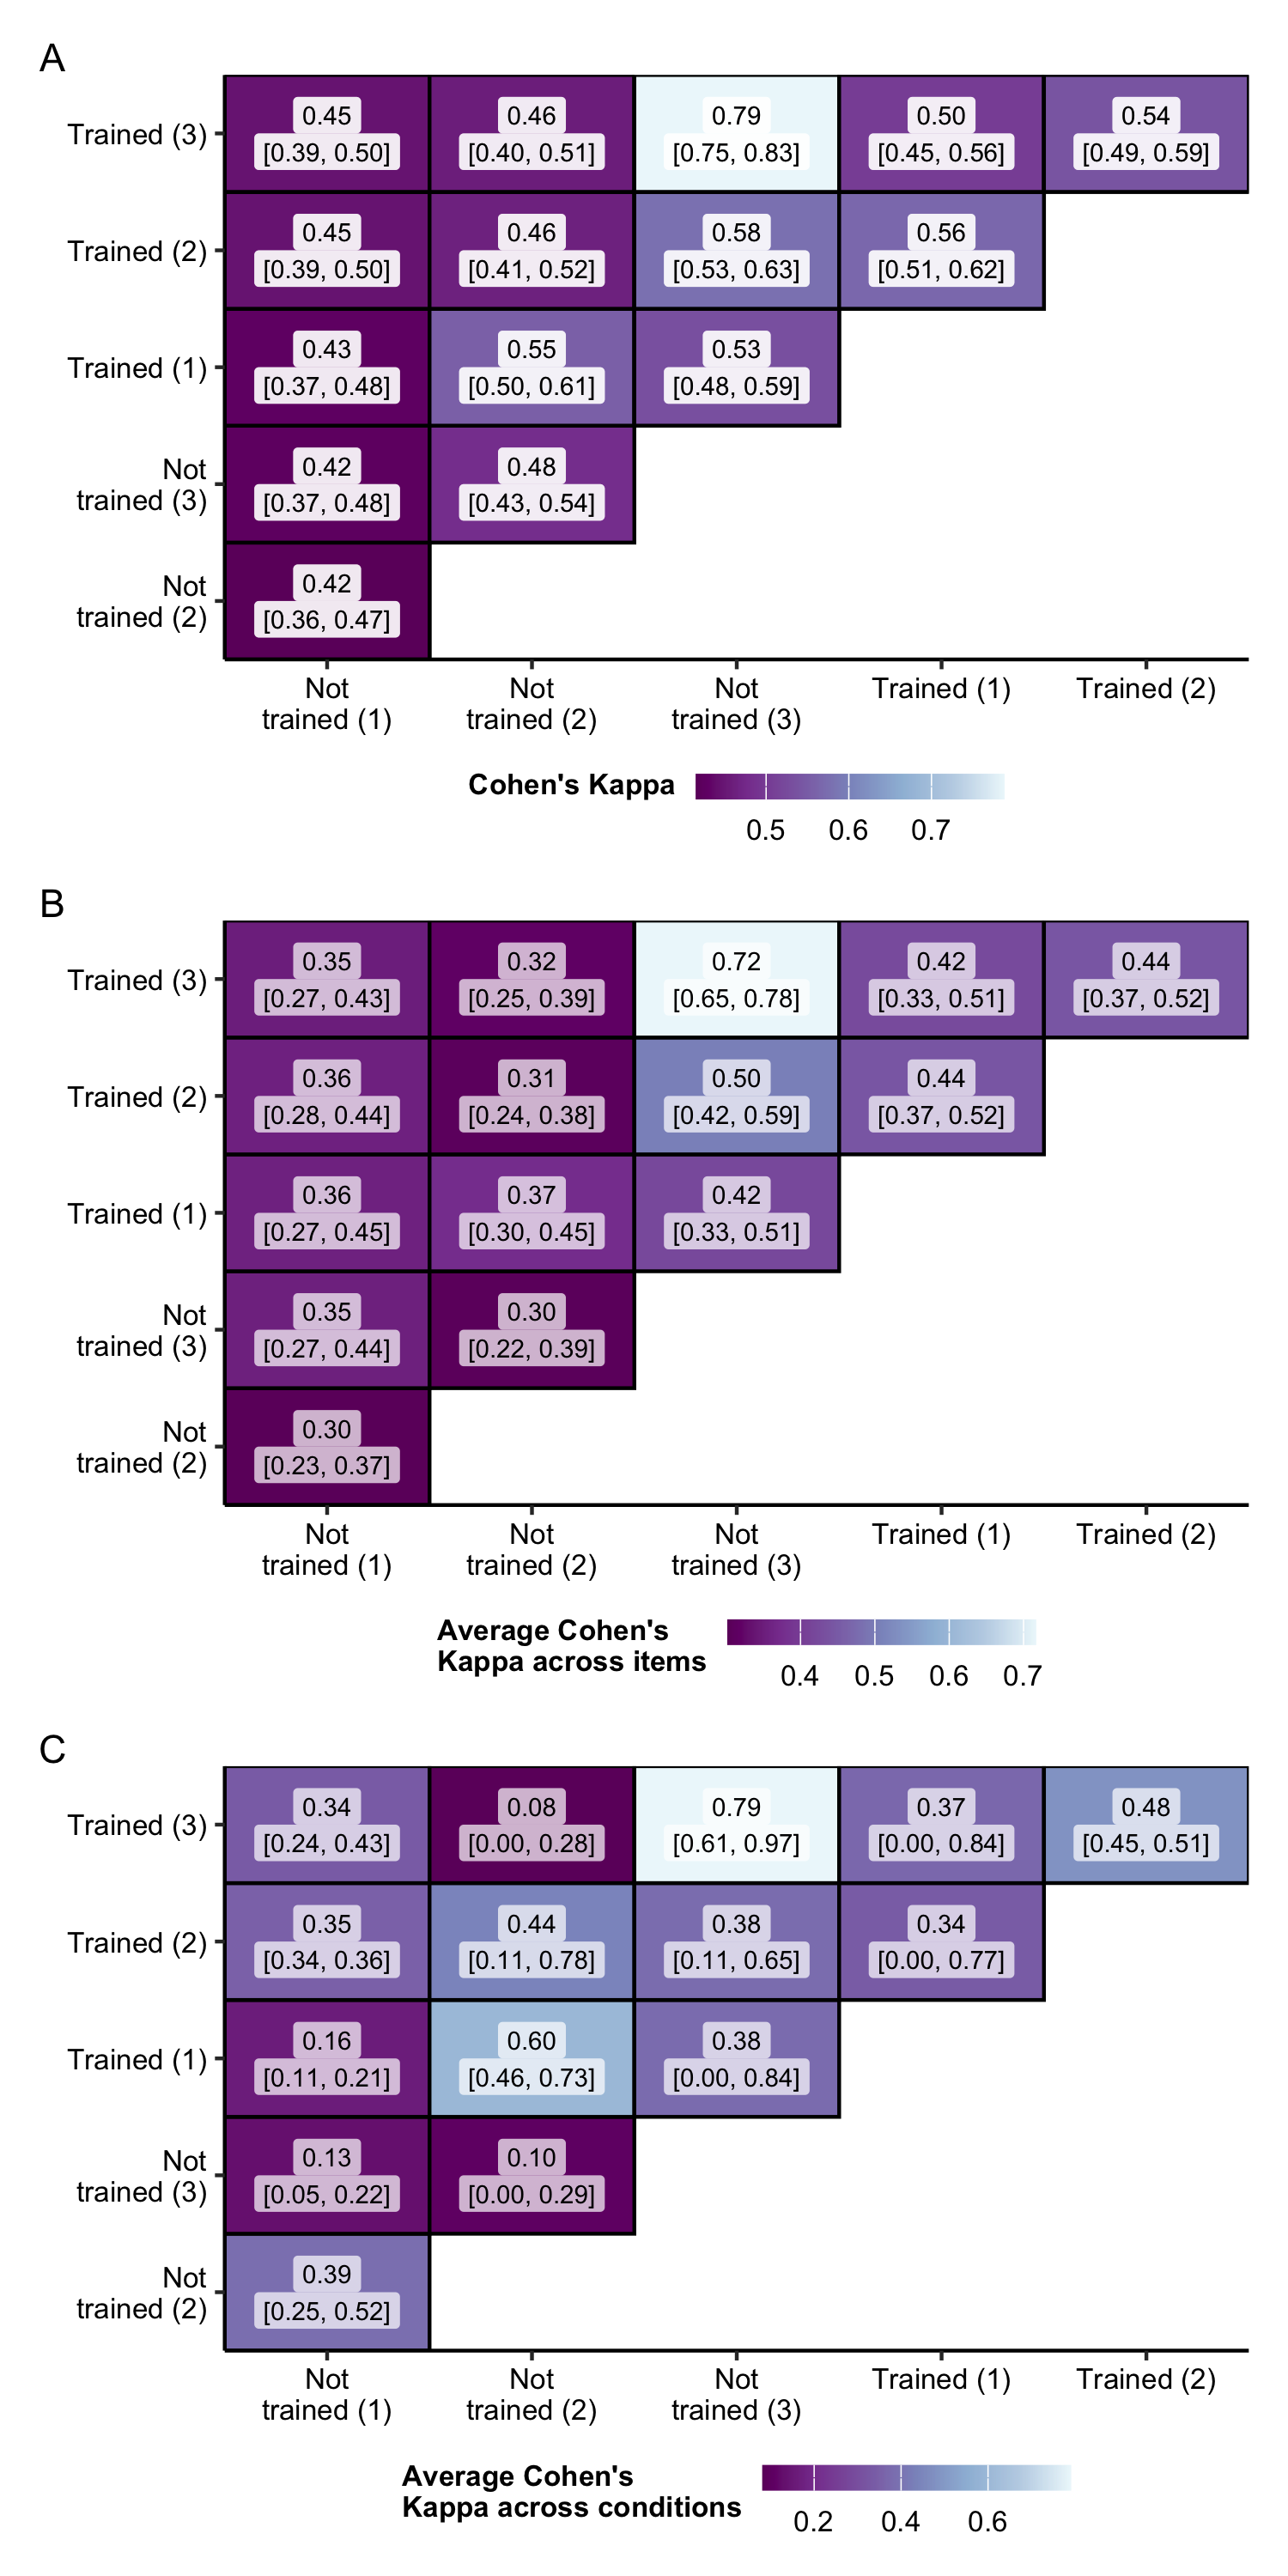 A
Trained (3)
0.45
0.46
0.79
0.50
0.54
[0.39, 0.50]
[0.40, 0.51]
[0.75, 0.83]
[0.45, 0.56]
[0.49, 0.59]
Trained (2)
0.45
0.46
0.58
0.56
[0.39, 0.50]
[0.41, 0.52]
[0.53, 0.63]
[0.51, 0.62]
Trained (1)
0.43
0.55
0.53
[0.37, 0.48]
[0.50, 0.61]
[0.48, 0.59]
Not
trained (3)
0.42
0.48
[0.37, 0.48]
[0.43, 0.54]
Not
trained (2)
0.42
[0.36, 0.47]
Not
trained (1)
Not
trained (2)
Not
trained (3)
Trained (1)
Trained (2)
Cohen's Kappa
0.5
0.6
0.7
B
Trained (3)
0.35
0.32
0.72
0.42
0.44
[0.27, 0.43]
[0.25, 0.39]
[0.65, 0.78]
[0.33, 0.51]
[0.37, 0.52]
Trained (2)
0.36
0.31
0.50
0.44
[0.28, 0.44]
[0.24, 0.38]
[0.42, 0.59]
[0.37, 0.52]
Trained (1)
0.36
0.37
0.42
[0.27, 0.45]
[0.30, 0.45]
[0.33, 0.51]
Not
trained (3)
0.35
0.30
[0.27, 0.44]
[0.22, 0.39]
Not
trained (2)
0.30
[0.23, 0.37]
Not
trained (1)
Not
trained (2)
Not
trained (3)
Trained (1)
Trained (2)
Average Cohen's
Kappa across items
0.4
0.5
0.6
0.7
C
Trained (3)
0.34
0.08
0.79
0.37
0.48
[0.24, 0.43]
[0.00, 0.28]
[0.61, 0.97]
[0.00, 0.84]
[0.45, 0.51]
Trained (2)
0.35
0.44
0.38
0.34
[0.34, 0.36]
[0.11, 0.78]
[0.11, 0.65]
[0.00, 0.77]
Trained (1)
0.16
0.60
0.38
[0.11, 0.21]
[0.46, 0.73]
[0.00, 0.84]
Not
trained (3)
0.13
0.10
[0.05, 0.22]
[0.00, 0.29]
Not
trained (2)
0.39
[0.25, 0.52]
Not
trained (1)
Not
trained (2)
Not
trained (3)
Trained (1)
Trained (2)
Average Cohen's
Kappa across conditions
0.2
0.4
0.6